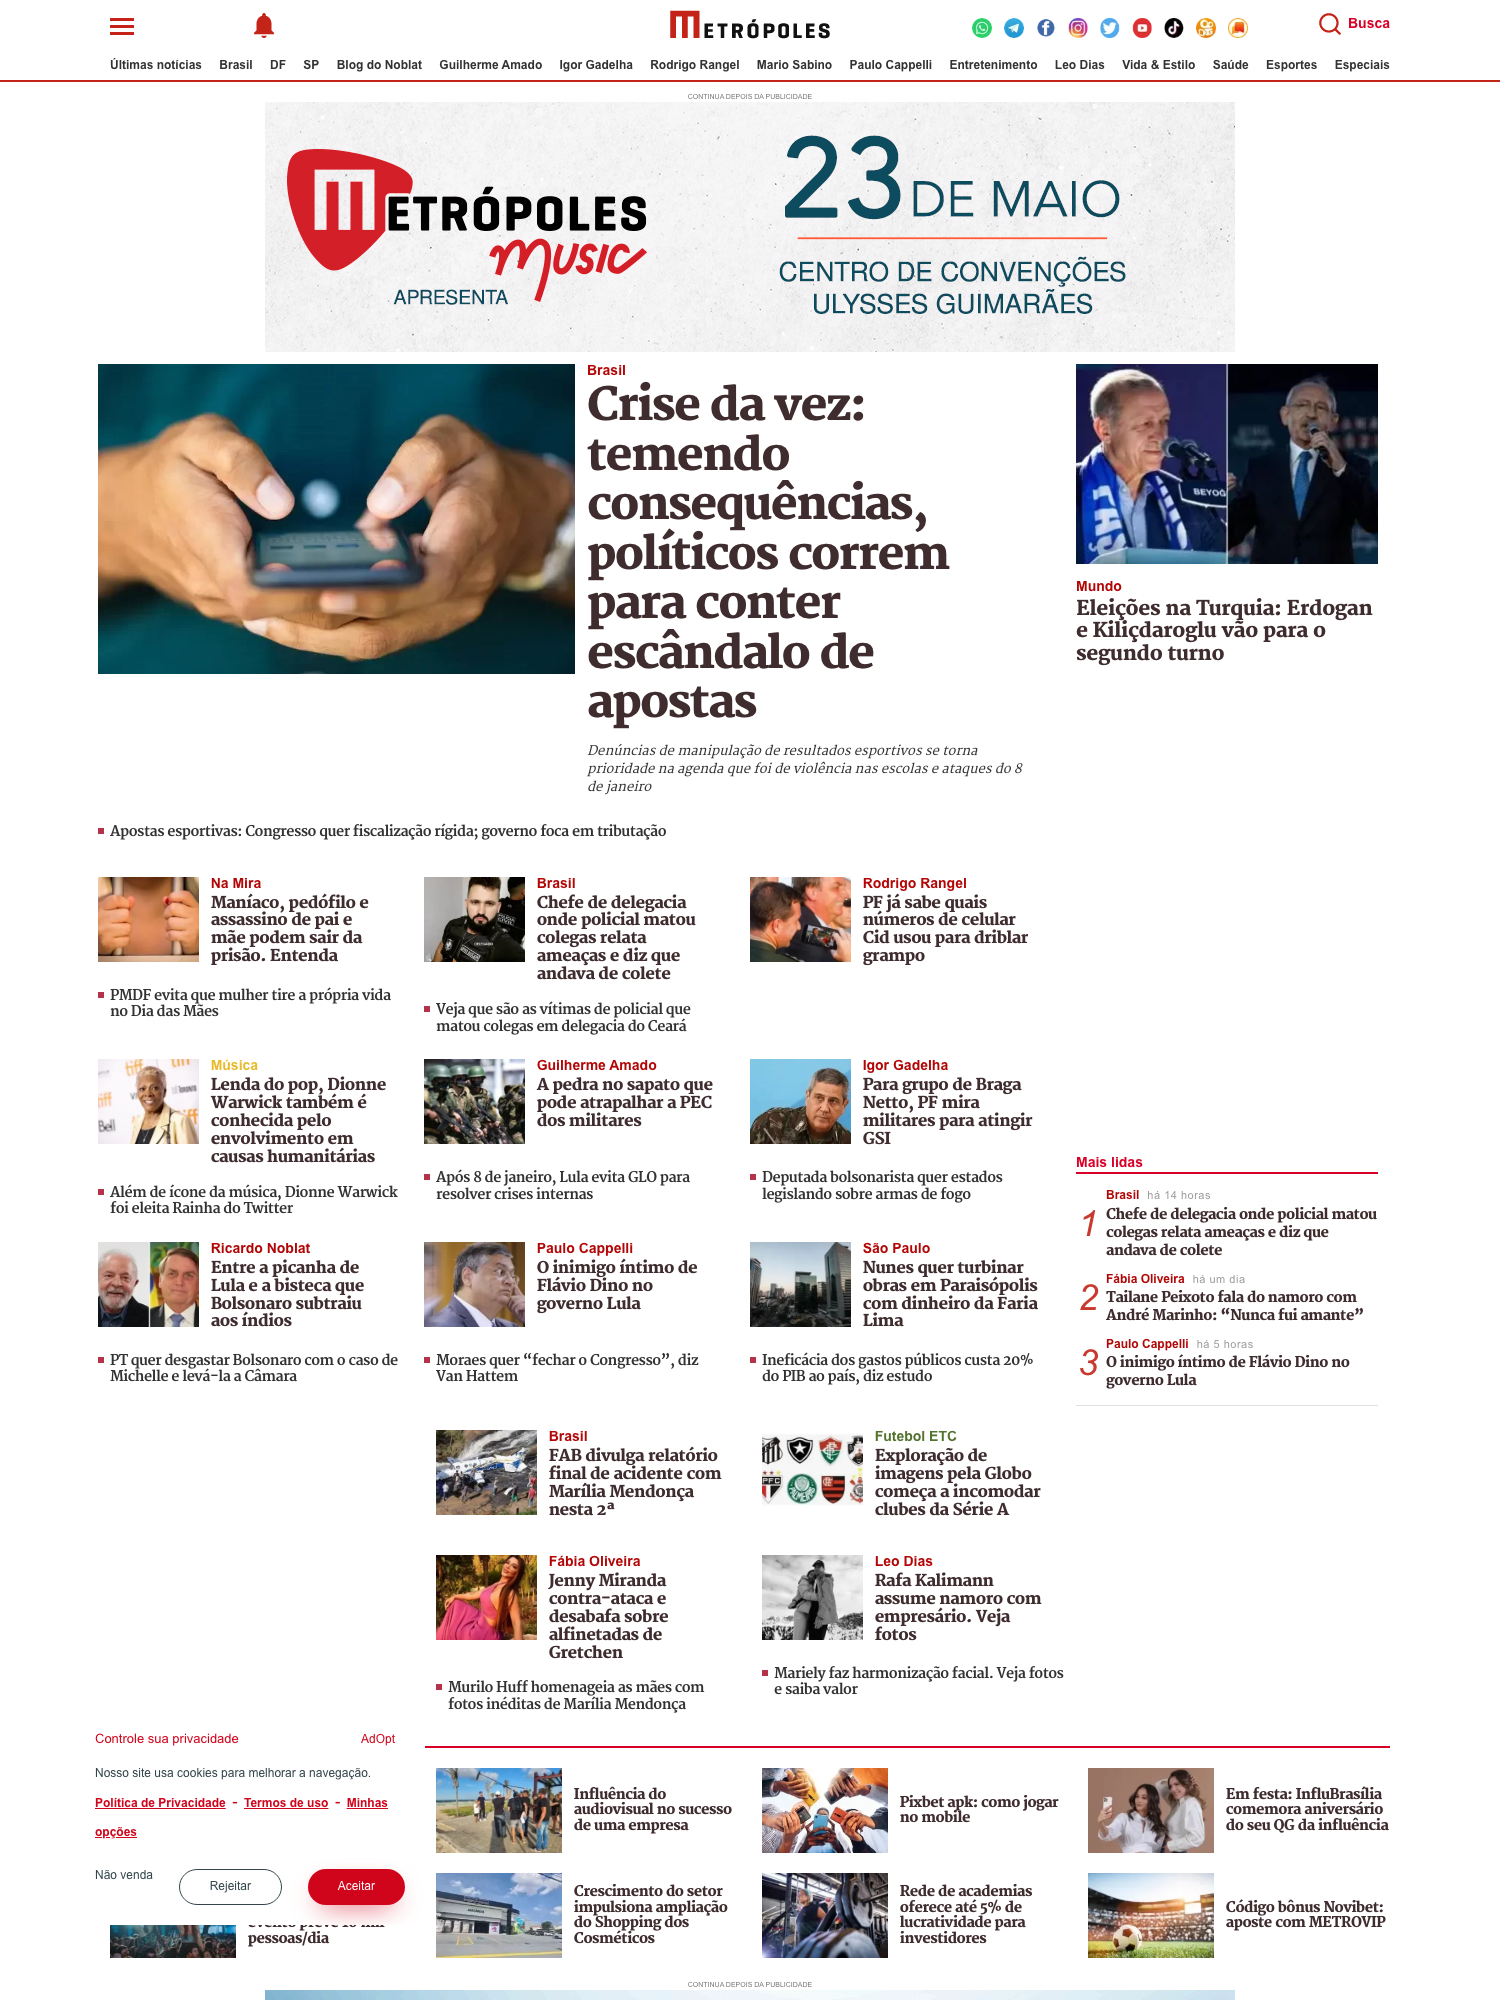 METRÓPOLES
Busca
Últimas notícias Brasil DF SP Blog do Noblat Guilherme Amado Igor Gadelha Rodrigo Rangel Mario Sabino Paulo Cappelli Entretenimento Leo Dias Vida & Estilo Saúde Esportes Especiais
CONTINUA DEPOIS DA PUBLICIDADE
METRÓPOLES
music
APRESENTA
23 DE MAIO
CENTRO DE CONVENÇÕES
ULYSSES GUIMARÃES
Brasil
Crise da vez:
temendo
consequências,
políticos correm
para conter
escândalo de
apostas
Denúncias de manipulação de resultados esportivos se torna
prioridade na agenda que foi de violência nas escolas e ataques do 8
de janeiro
BEYOĞ
Mundo
Eleições na Turquia: Erdogan
e Kiliçdaroglu vão para o
segundo turno
Apostas esportivas: Congresso quer fiscalização rígida; governo foca em tributação
Na Mira
Maníaco, pedófilo e
assassino de pai e
mãe podem sair da
prisão. Entenda
PMDF evita que mulher tire a própria vida
no Dia das Mães
Brasil
Chefe de delegacia
onde policial matou
colegas relata
ameaças e diz que
andava de colete
Veja que são as vítimas de policial que
matou colegas em delegacia do Ceará
Rodrigo Rangel
PF já sabe quais
números de celular
Cid usou para driblar
grampo
tiff
Bell
Música
Lenda do pop, Dionne
Warwick também é
conhecida pelo
envolvimento em
causas humanitárias
Além de ícone da música, Dionne Warwick
foi eleita Rainha do Twitter
Guilherme Amado
A pedra no sapato que
pode atrapalhar a PEC
dos militares
Após 8 de janeiro, Lula evita GLO para
resolver crises internas
Igor Gadelha
Para grupo de Braga
Netto, PF mira
militares para atingir
GSI
Deputada bolsonarista quer estados
legislando sobre armas de fogo
Ricardo Noblat
Entre a picanha de
Lula e a bisteca que
Bolsonaro subtraiu
aos índios
PT quer desgastar Bolsonaro com o caso de
Michelle e levá-la a Câmara
Paulo Cappelli
O inimigo íntimo de
Flávio Dino no
governo Lula
Moraes quer “fechar o Congresso”, diz
Van Hattem
São Paulo
Nunes quer turbinar
obras em Paraisópolis
com dinheiro da Faria
Lima
Ineficácia dos gastos públicos custa 20%
do PIB ao país, diz estudo
Mais lidas
1
Brasil há 14 horas
Chefe de delegacia onde policial matou
colegas relata ameaças e diz que
andava de colete
2
Fábia Oliveira há um dia
Tailane Peixoto fala do namoro com
André Marinho: “Nunca fui amante”
3
Paulo Cappelli há 5 horas
O inimigo íntimo de Flávio Dino no
governo Lula
Brasil
FAB divulga relatório
final de acidente com
Marília Mendonça
nesta 2ª
Futebol ETC
Exploração de
imagens pela Globo
começa a incomodar
clubes da Série A
Fábia Oliveira
Jenny Miranda
contra-ataca e
desabafa sobre
alfinetadas de
Gretchen
Murilo Huff homenageia as mães com
fotos inéditas de Marília Mendonça
Leo Dias
Rafa Kalimann
assume namoro com
empresário. Veja
fotos
Mariely faz harmonização facial. Veja fotos
e saiba valor
Controle sua privacidade
AdOpt
Nosso site usa cookies para melhorar a navegação.
Política de Privacidade - Termos de uso - Minhas
opções
Não venda
Rejeitar
Aceitar
pessoas/dia
Influência do
audiovisual no sucesso
de uma empresa
Pixbet apk: como jogar
no mobile
Em festa: InfluBrasília
comemora aniversário
do seu QG da influência
Crescimento do setor
impulsiona ampliação
do Shopping dos
Cosméticos
Rede de academias
oferece até 5% de
lucratividade para
investidores
Código bônus Novibet:
aposte com METROVIP
CONTINUA DEPOIS DA PUBLICIDADE